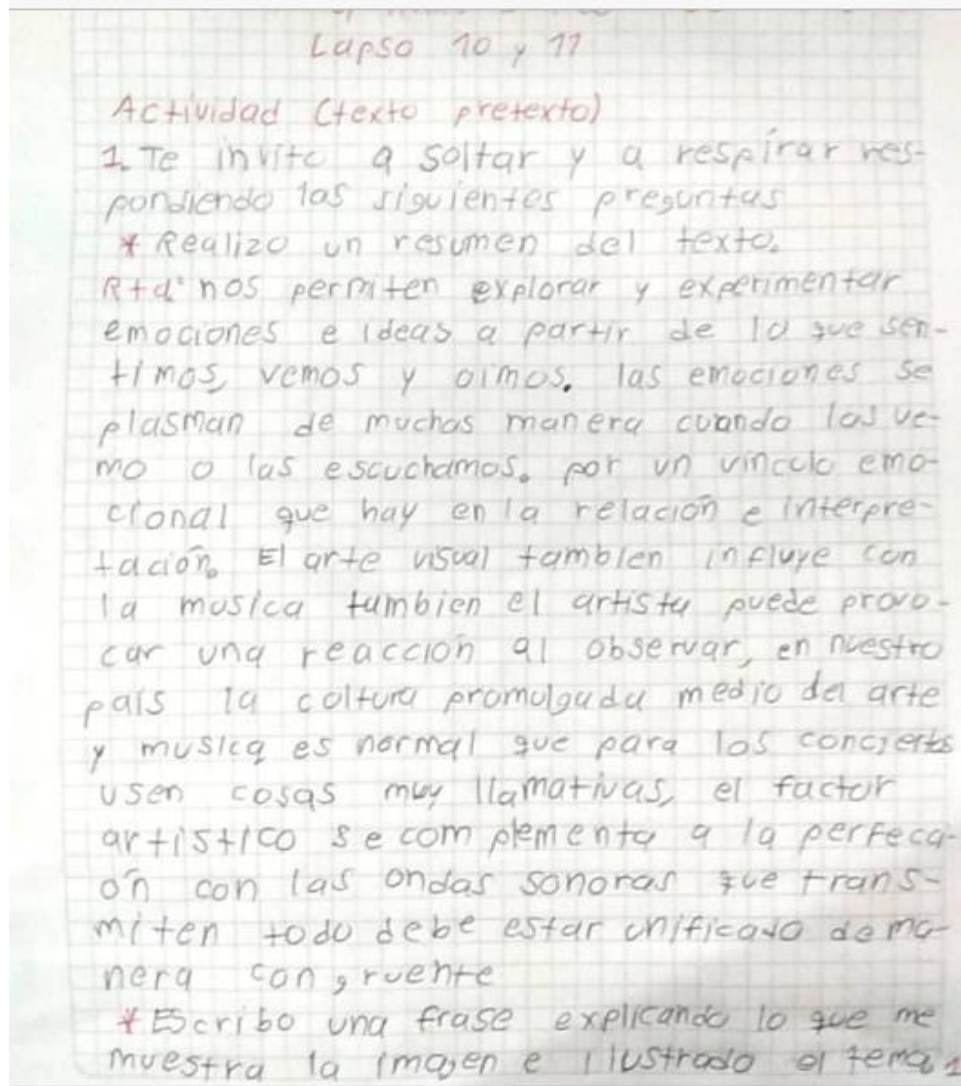 Lapso 10 y 11
Actividad (texto pretexto)
1. Te invito a soltar y a respirar res-
pondiendo las siguientes preguntas
* Realizo un resumen del texto.
Rta: nos permiten explorar y experimentar
emociones e ideas a partir de lo que sen-
timos, vemos y oimos. las emociones se
plasman de muchas manera cuando las ve-
mo o las escuchamos. por un vinculo emo-
cional que hay en la relación e interpre-
tación. El arte visual tambien influye con
la musica tambien el artista puede provo-
car una reacción al observar, en nuestro
país la coltura promulgada medio del arte
y musica es normal que para los conciertos
usen cosas muy llamativas, el factor
artistico se complementa a la perfecci-
ón con las ondas sonoras que trans-
miten todo debe estar unificado de ma-
nera congruente
* Escribo una frase explicando lo que me
muestra la imagen e ilustrado el tema 1